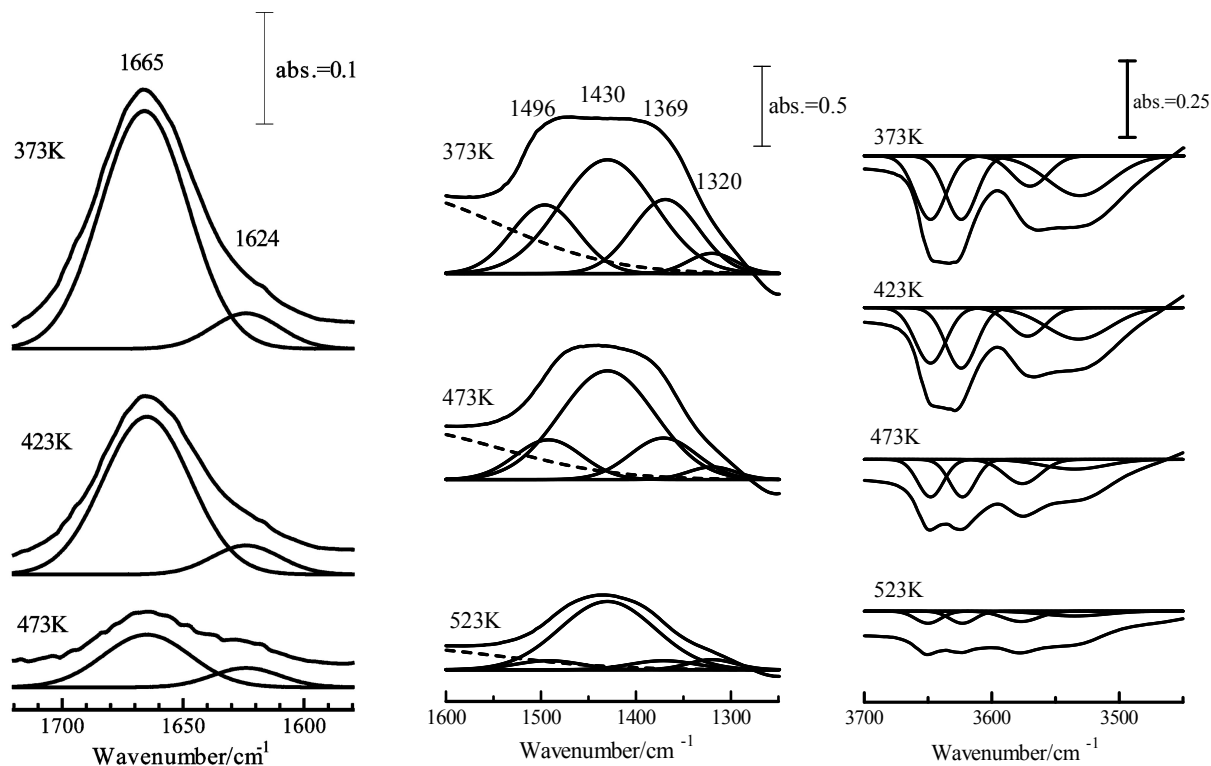 1665
abs.=0.1
373K
1624
423K
473K
1700
1650
1600
Wavenumber/cm-1
1496
1430
1369
abs.=0.5
373K
1320
473K
523K
1600
1500
1400
1300
Wavenumber/cm -1
abs.=0.25
373K
423K
473K
523K
3700
3600
3500
Wavenumber/cm -1